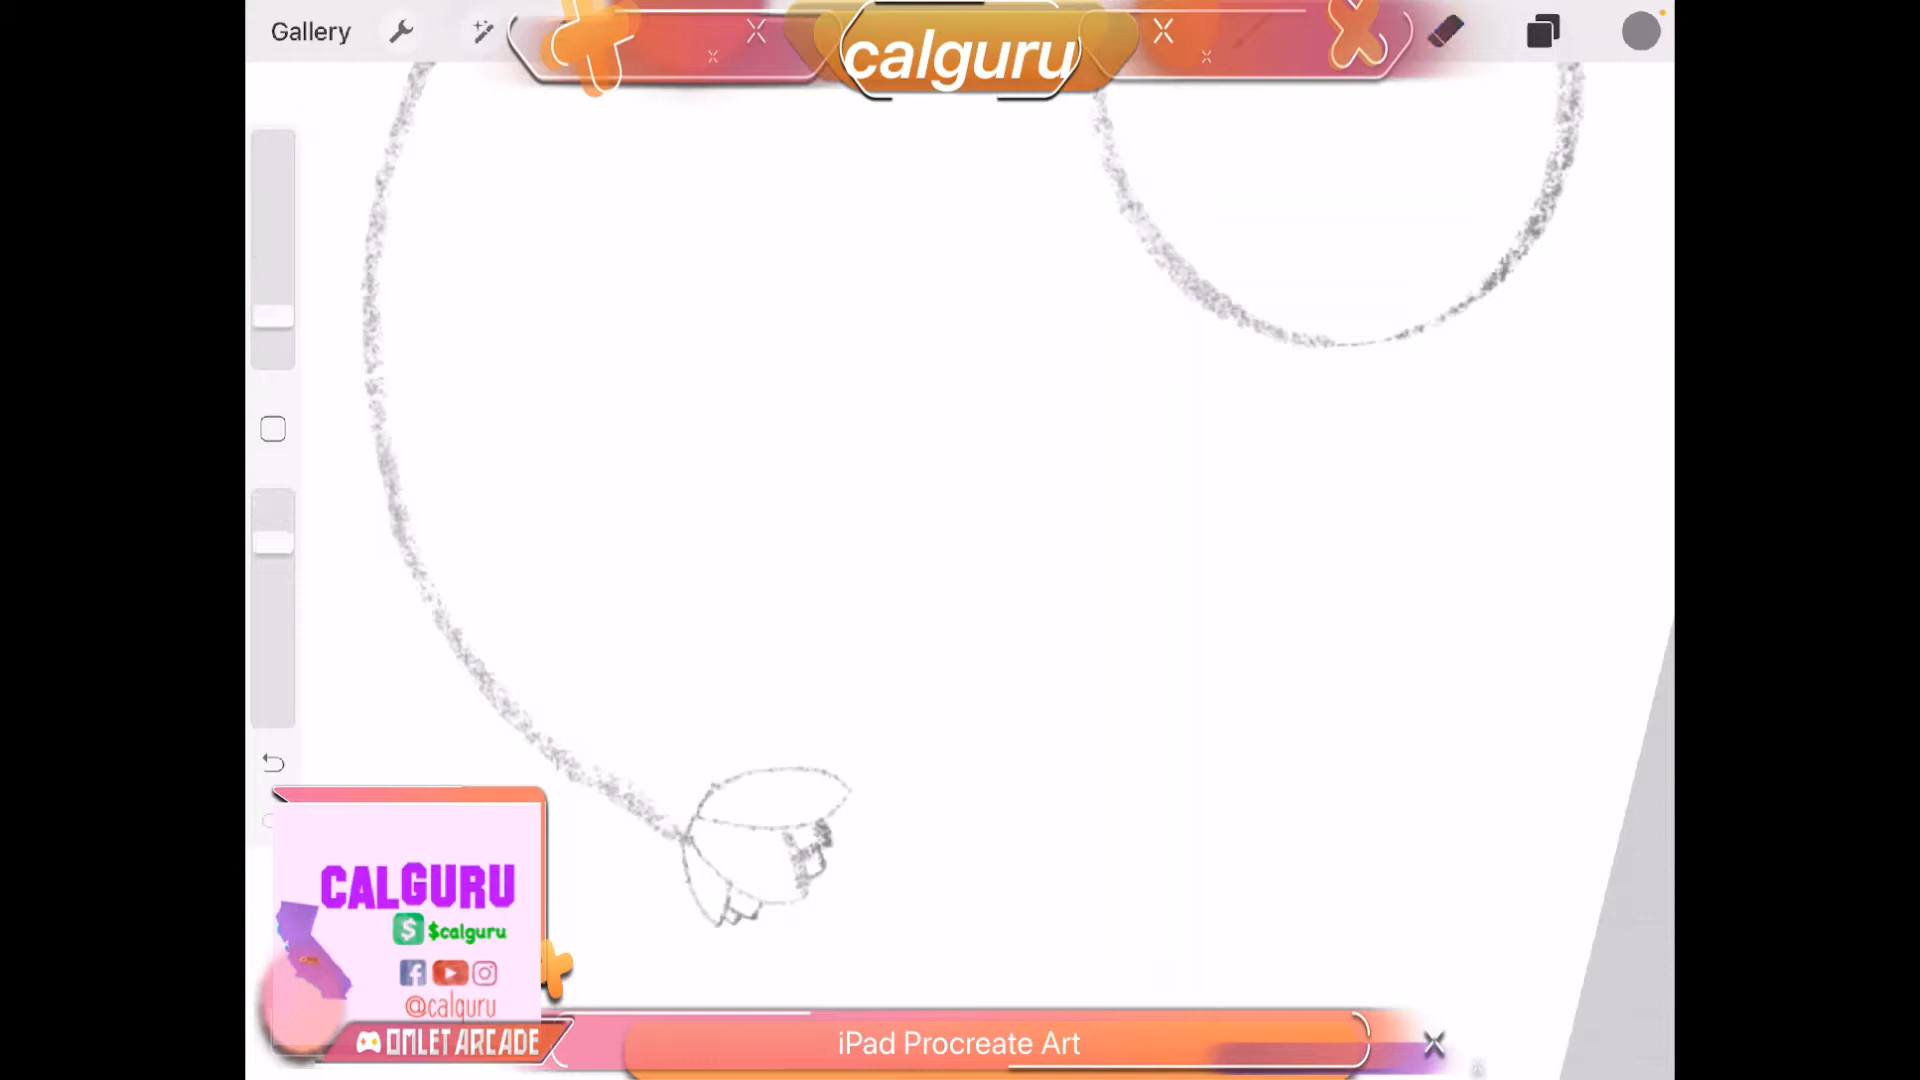 Gallery
calguru
CALGURU
$ $calguru
@calguru
OMLET ARCADE
iPad Procreate Art